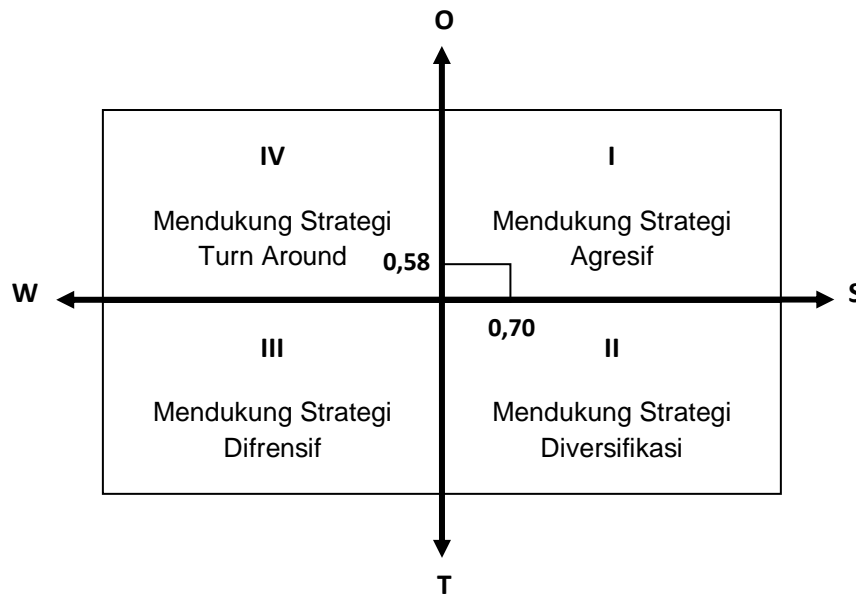 O
IV
Mendukung Strategi
Turn Around
I
Mendukung Strategi
Agresif
0,58
W
S
0,70
III
Mendukung Strategi
Difrensif
II
Mendukung Strategi
Diversifikasi
T